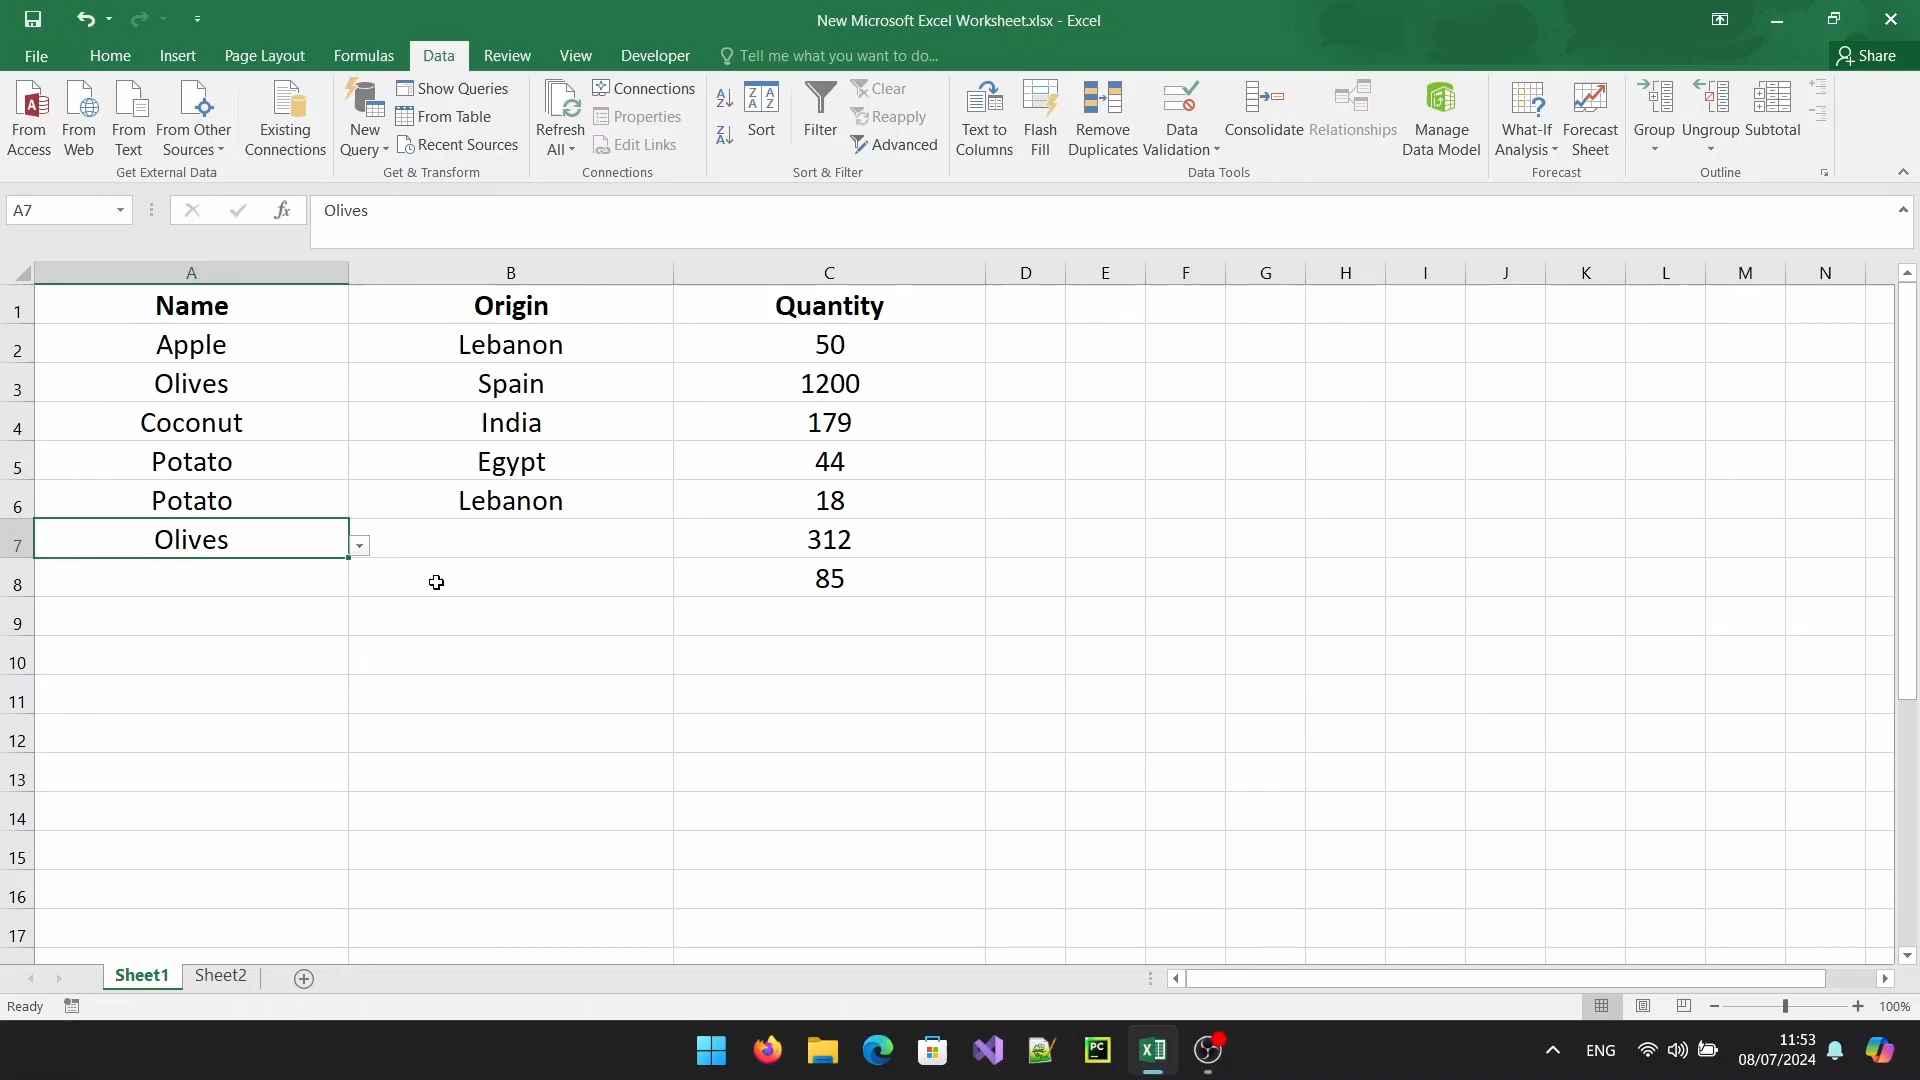 New Microsoft Excel Worksheet.xlsx - Excel
File Home Insert Page Layout Formulas Data Review View Developer Tell me what you want to do... Share
From Access
From Web
From Text
From Other Sources
Existing Connections
Get External Data
New Query
Show Queries
From Table
Recent Sources
Get & Transform
Refresh All
Connections
Properties
Edit Links
Connections
Sort
Filter
Clear
Reapply
Advanced
Sort & Filter
Text to Columns
Flash Fill
Remove Duplicates
Data Validation
Consolidate
Relationships
Manage Data Model
Data Tools
What-If Analysis
Forecast Sheet
Forecast
Group
Ungroup
Subtotal
Outline
A7 fx Olives
A B C D E F G H I J K L M N
1 Name Origin Quantity
2 Apple Lebanon 50
3 Olives Spain 1200
4 Coconut India 179
5 Potato Egypt 44
6 Potato Lebanon 18
7 Olives 312
8 85
9
10
11
12
13
14
15
16
17
Sheet1 Sheet2
Ready 100%
ENG 11:53
08/07/2024